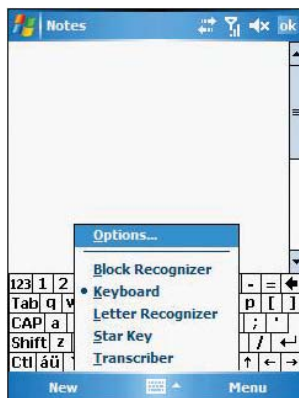 Notes
ok
Options...
Block Recognizer
Keyboard
Letter Recognizer
Star Key
Transcriber
123 1 2 - =
Tab q p [ ]
CAP a ; '
Shift z /
Ctl áü
New Menu